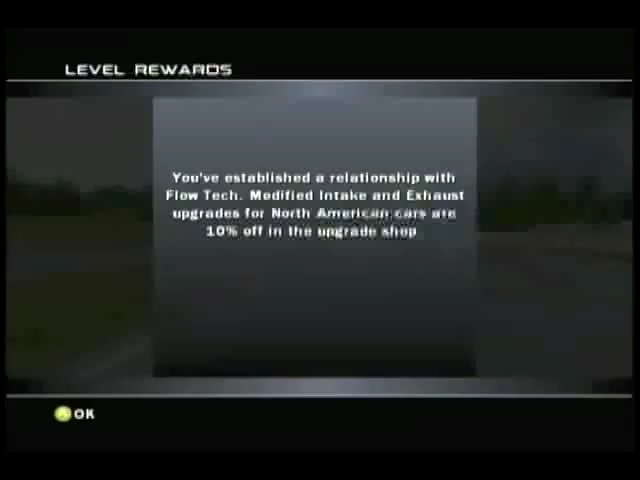 LEVEL REWARDS
You've established a relationship with
Flow Tech. Modified Intake and Exhaust
upgrades for North American cars are
10% off in the upgrade shop
A OK